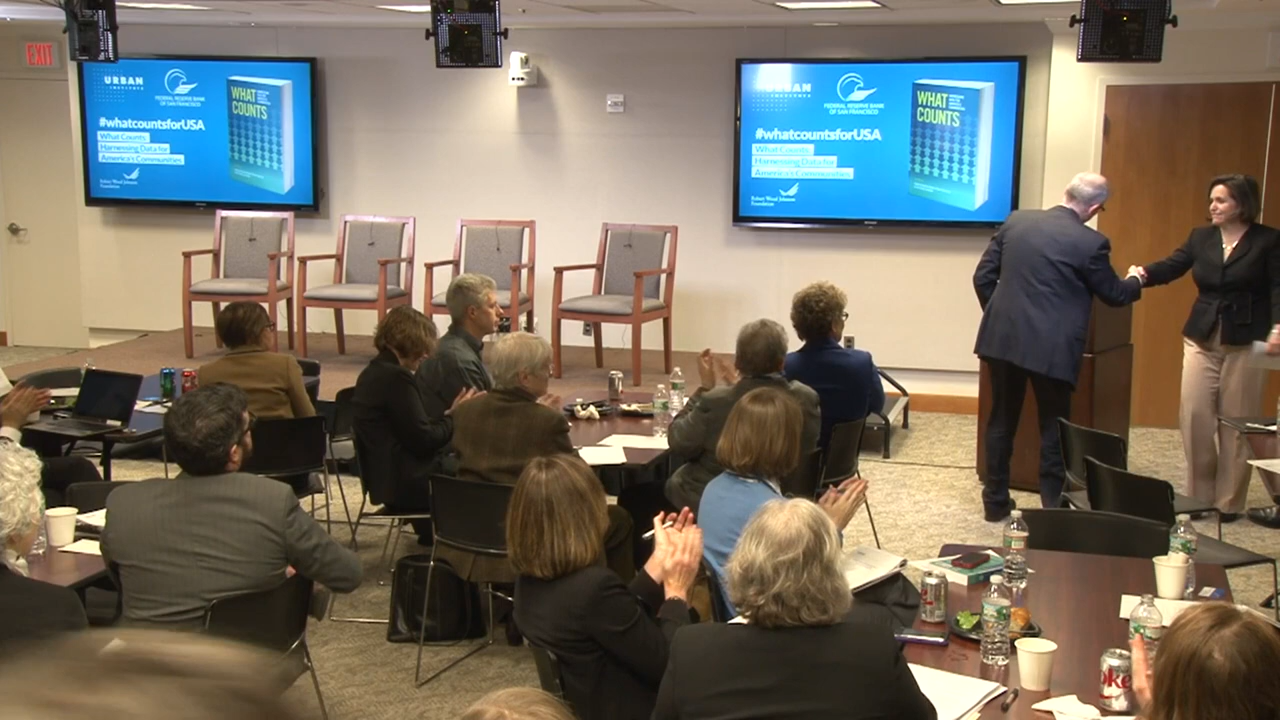 EXIT
URBAN
INSTITUTE
FEDERAL RESERVE BANK
OF SAN FRANCISCO
WHAT
COUNTS
#whatcountsforUSA
What Counts:
Harnessing Data for
America's Communities
Robert Wood Johnson
Foundation
URBAN
FEDERAL RESERVE BANK
OF SAN FRANCISCO
WHAT
COUNTS
#whatcountsforUSA
What Counts:
Harnessing Data for
America's Communities
Robert Wood Johnson
Foundation
Coke